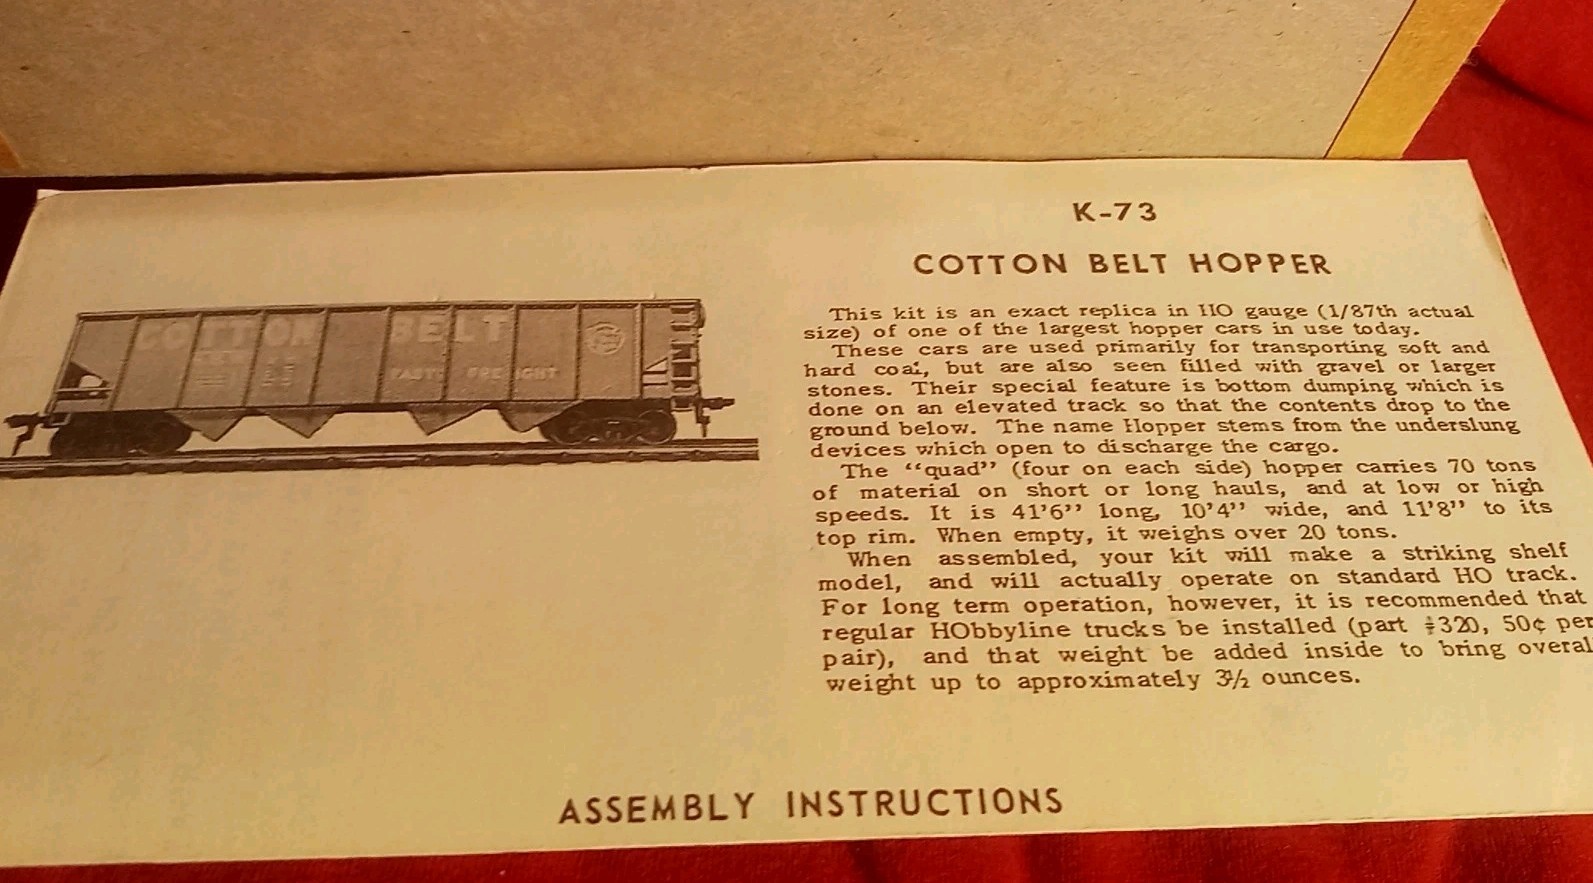 K-73
COTTON BELT HOPPER
COTTON BELT
FAST FREIGHT
This kit is an exact replica in HO gauge (1/87th actual
size) of one of the largest hopper cars in use today.
These cars are used primarily for transporting soft and
hard coal, but are also seen filled with gravel or larger
stones. Their special feature is bottom dumping which is
done on an elevated track so that the contents drop to the
ground below. The name Hopper stems from the underslung
devices which open to discharge the cargo.
The "quad" (four on each side) hopper carries 70 tons
of material on short or long hauls, and at low or high
speeds. It is 41'6" long, 10'4" wide, and 11'8" to its
top rim. When empty, it weighs over 20 tons.
When assembled, your kit will make a striking shelf
model, and will actually operate on standard HO track.
For long term operation, however, it is recommended that
regular HObbyline trucks be installed (part #320, 50¢ per
pair), and that weight be added inside to bring overal
weight up to approximately 3½ ounces.
ASSEMBLY INSTRUCTIONS